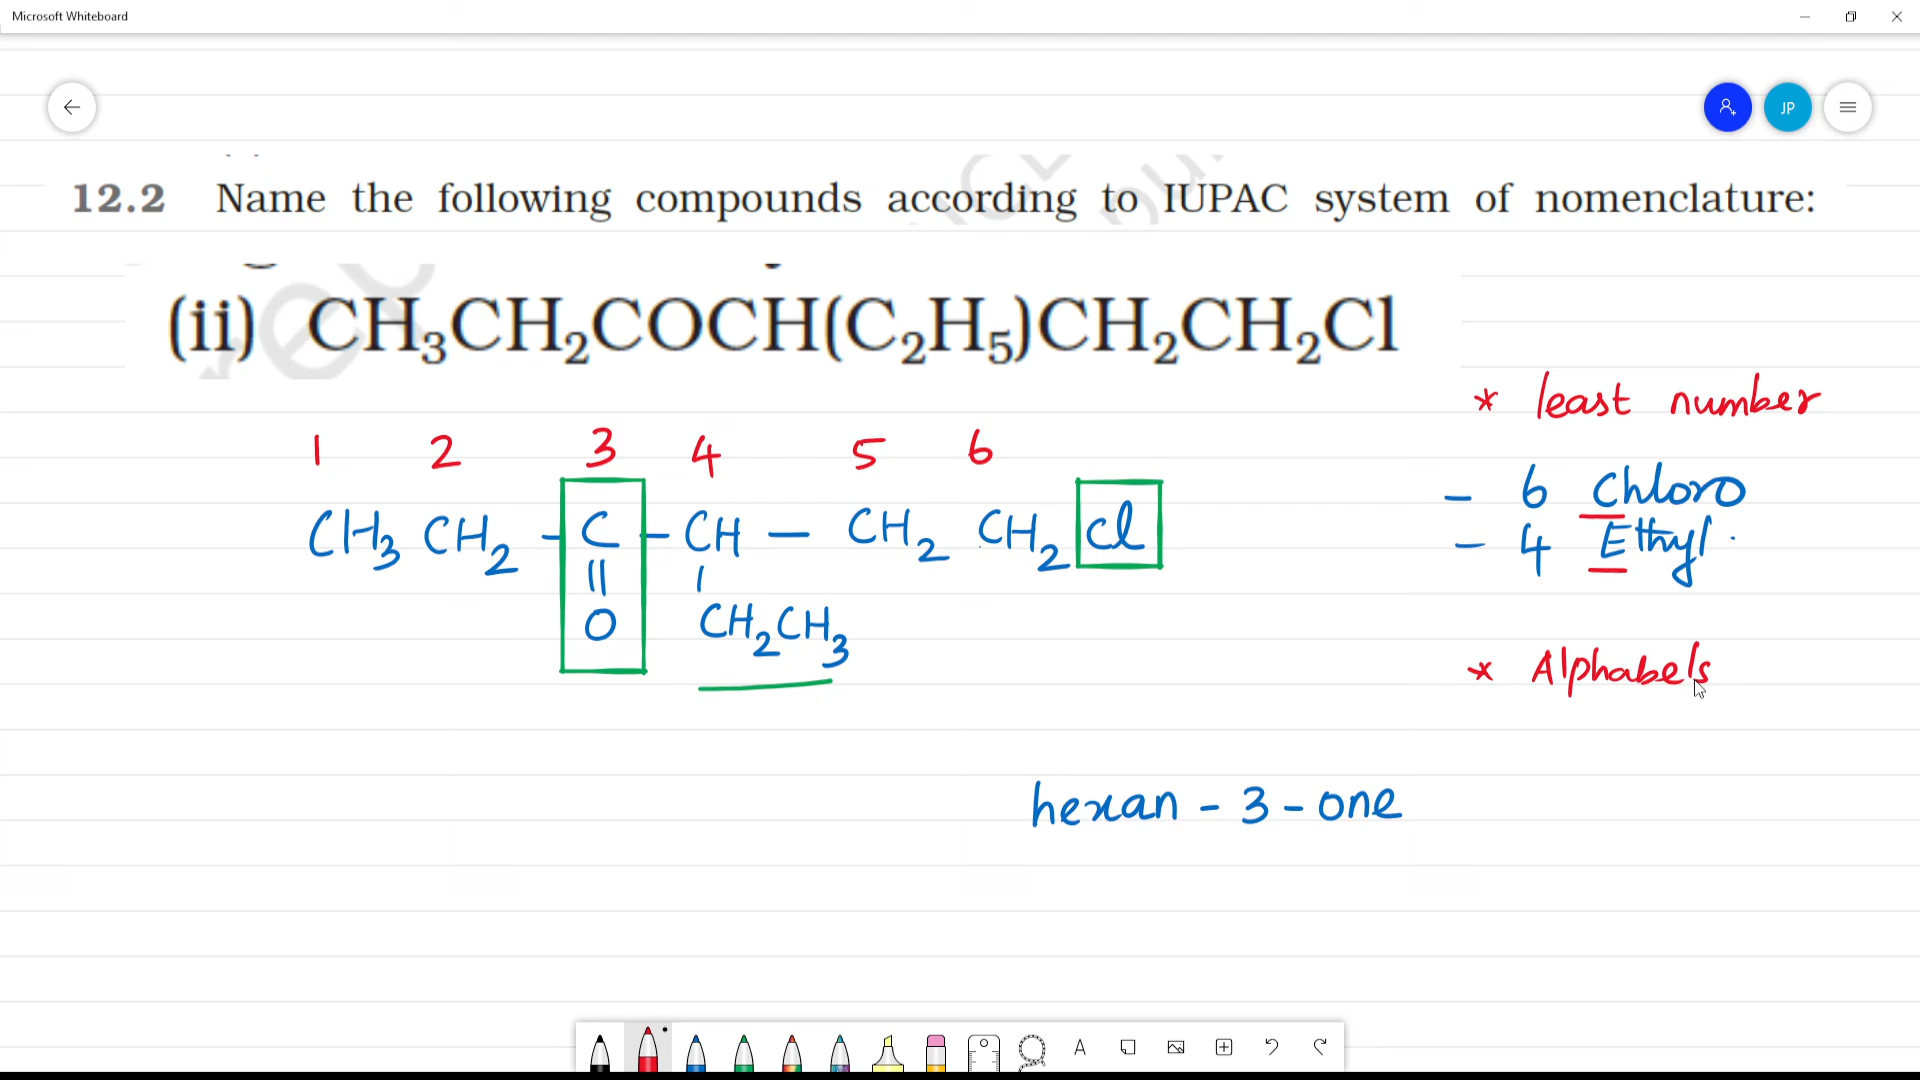 Microsoft Whiteboard
JP
12.2 Name the following compounds according to IUPAC system of nomenclature:
(ii) CH₃CH₂COCH(C₂H₅)CH₂CH₂Cl
* least number
1 2 3 4 5 6
- 6 Chloro
CH₃ CH₂ - C - CH — CH₂ CH₂ Cl
- 4 Ethyl
O CH₂CH₃
* Alphabels
hexan - 3 - one
A